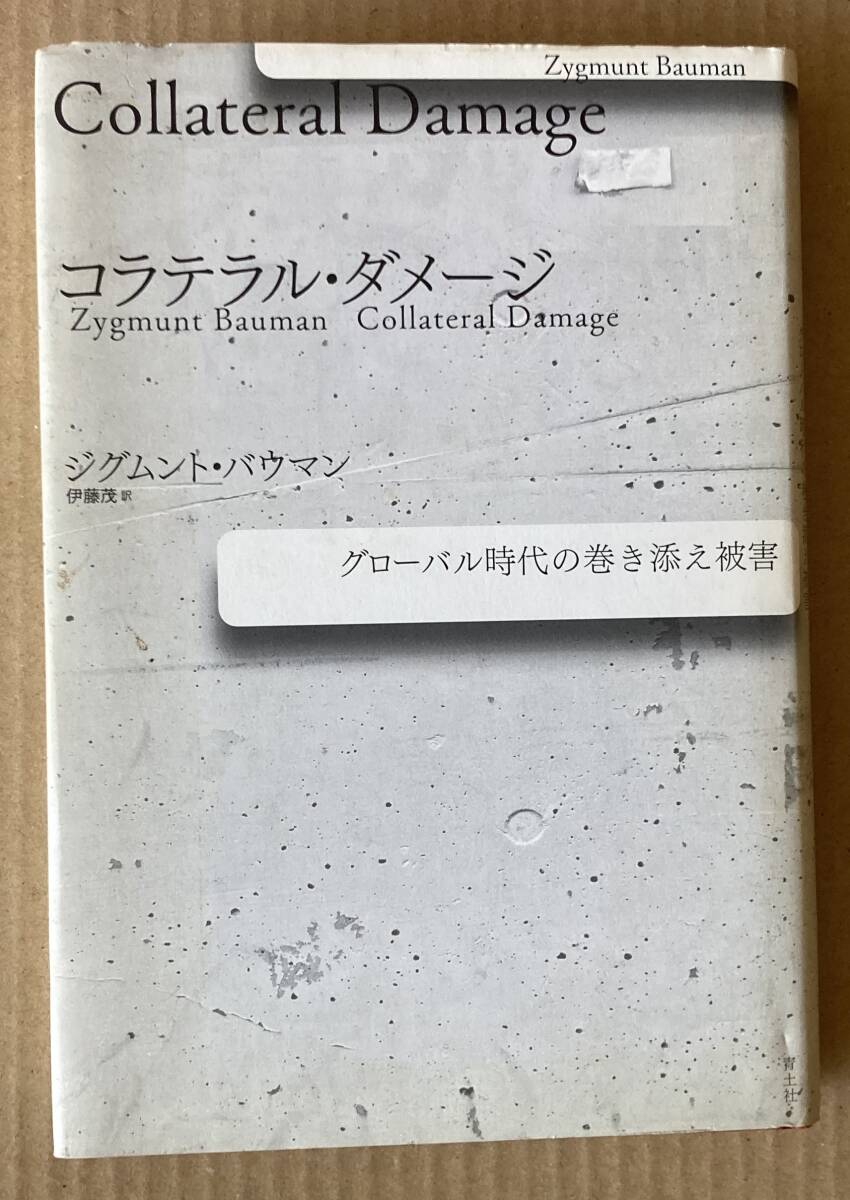 Zygmunt Bauman
Collateral Damage
コラテラル・ダメージ
Zygmunt Bauman Collateral Damage
ジグムント・バウマン
伊藤茂 訳
グローバル時代の巻き添え被害
青土社